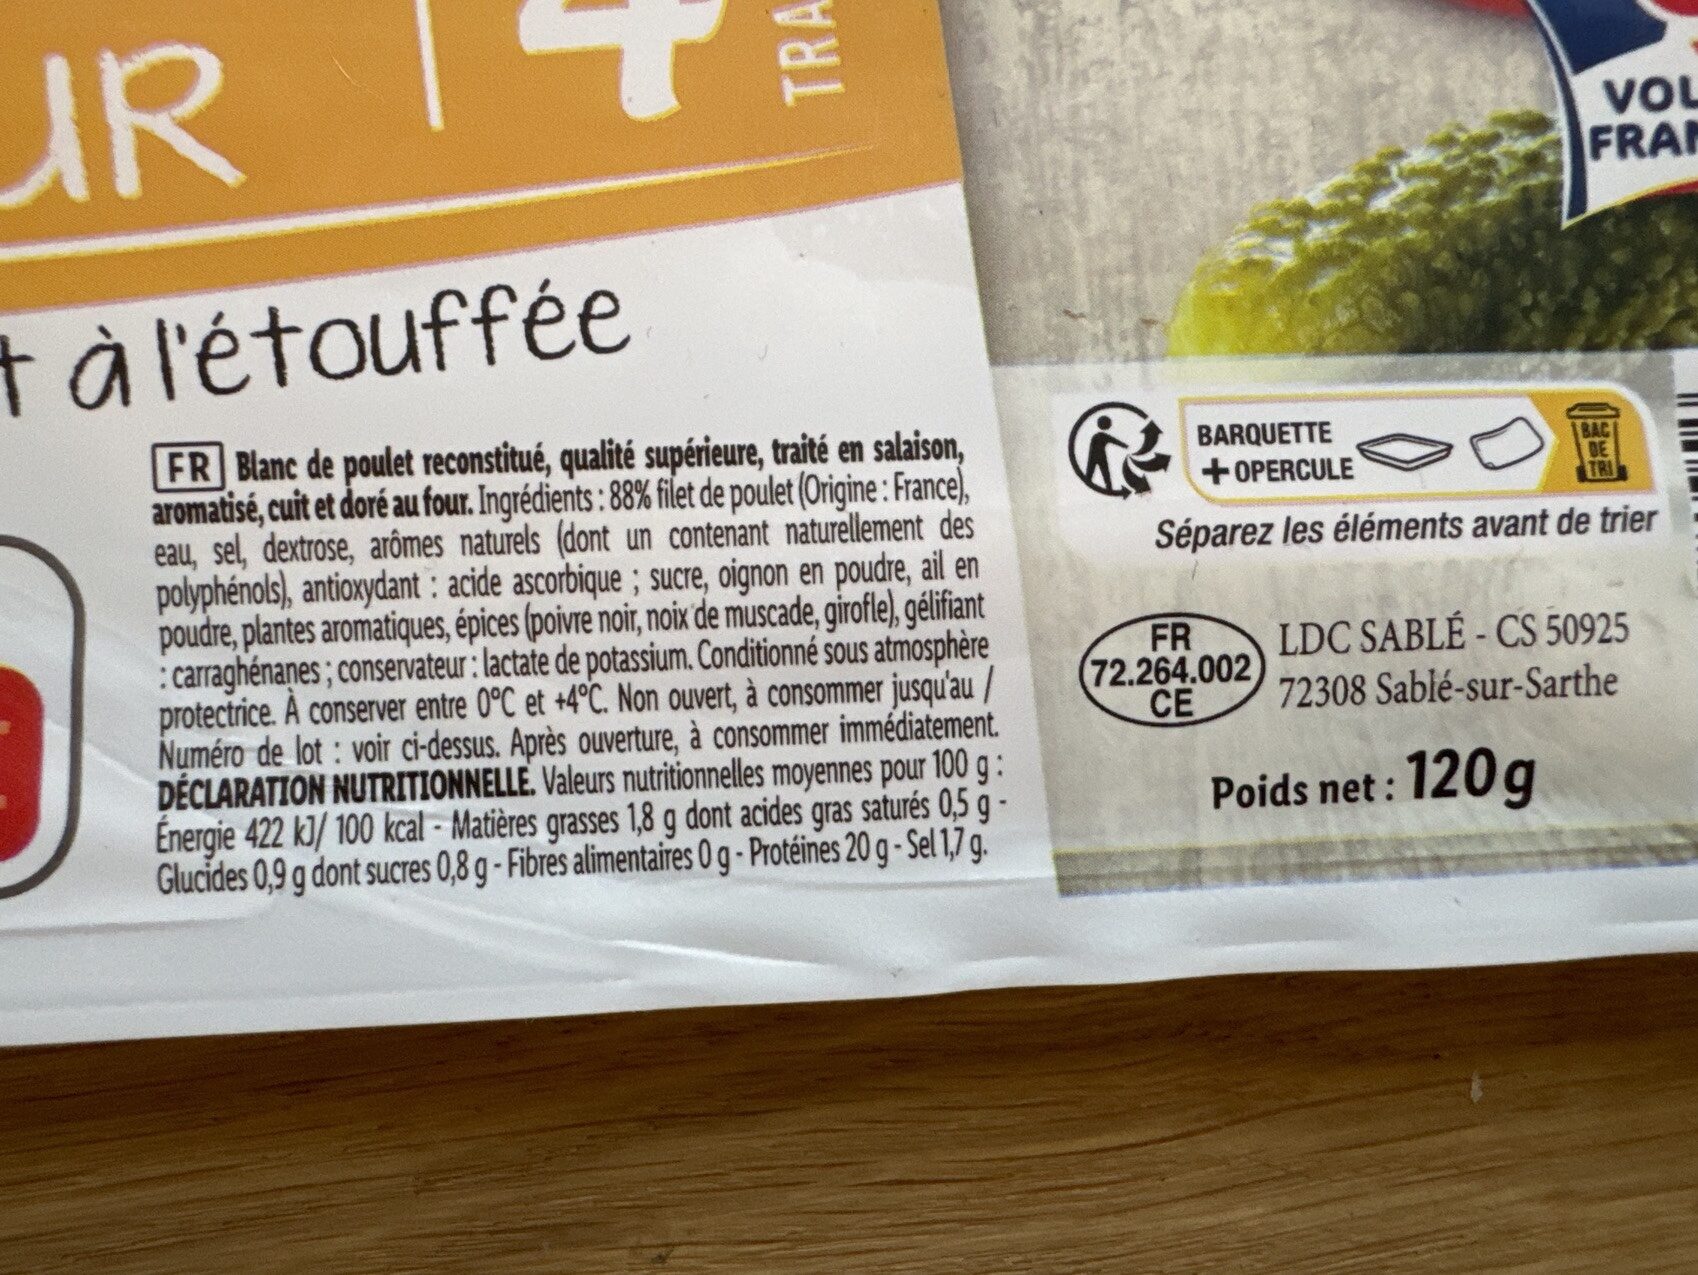 UR
4
TRA
t à l'étouffée
FR Blanc de poulet reconstitué, qualité supérieure, traité en salaison,
aromatisé, cuit et doré au four. Ingrédients : 88% filet de poulet (Origine : France),
eau, sel, dextrose, arômes naturels (dont un contenant naturellement des
polyphénols), antioxydant : acide ascorbique ; sucre, oignon en poudre, ail en
poudre, plantes aromatiques, épices (poivre noir, noix de muscade, girofle), gélifiant
: carraghénanes ; conservateur : lactate de potassium. Conditionné sous atmosphère
protectrice. À conserver entre 0°C et +4°C. Non ouvert, à consommer jusqu'au /
Numéro de lot : voir ci-dessus. Après ouverture, à consommer immédiatement.
DÉCLARATION NUTRITIONNELLE. Valeurs nutritionnelles moyennes pour 100 g :
Énergie 422 kJ/ 100 kcal - Matières grasses 1,8 g dont acides gras saturés 0,5 g -
Glucides 0,9 g dont sucres 0,8 g - Fibres alimentaires 0 g - Protéines 20 g - Sel 1,7 g.
VOL
FRAN
BARQUETTE
+ OPERCULE
BAC
DE
TRI
Séparez les éléments avant de trier
FR
72.264.002
CE
LDC SABLÉ - CS 50925
72308 Sablé-sur-Sarthe
Poids net : 120g